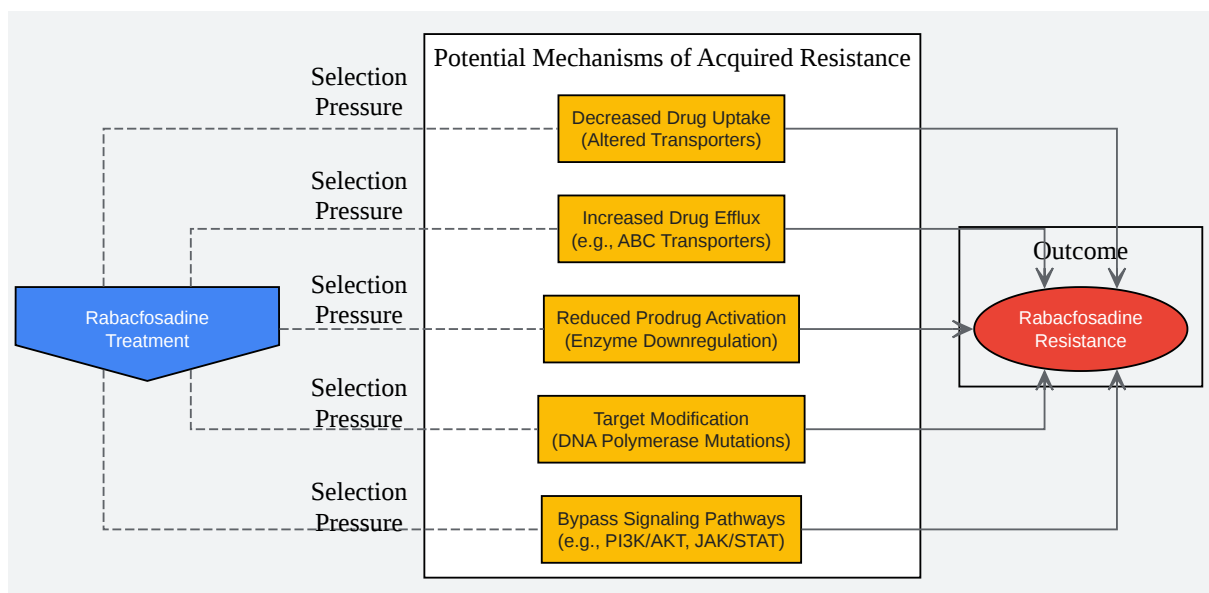 Potential Mechanisms of Acquired Resistance
Selection
Pressure
Decreased Drug Uptake
(Altered Transporters)
Selection
Pressure
Increased Drug Efflux
(e.g., ABC Transporters)
Outcome
Selection
Pressure
Rabacfosadine
Treatment
Reduced Prodrug Activation
(Enzyme Downregulation)
Rabacfosadine
Resistance
Selection
Pressure
Target Modification
(DNA Polymerase Mutations)
Selection
Pressure
Bypass Signaling Pathways
(e.g., PI3K/AKT, JAK/STAT)